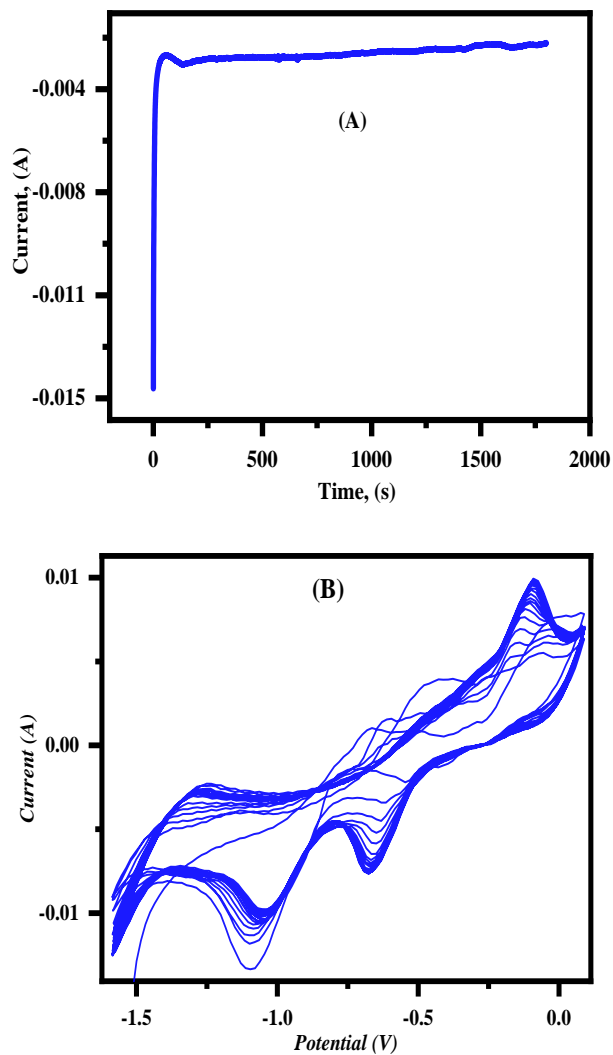 -0.004
(A)
-0.008
-0.011
-0.015
Current, (A)
0
500
1000
1500
2000
Time, (s)
0.01
(B)
0.00
-0.01
Current (A)
-1.5
-1.0
-0.5
0.0
Potential (V)